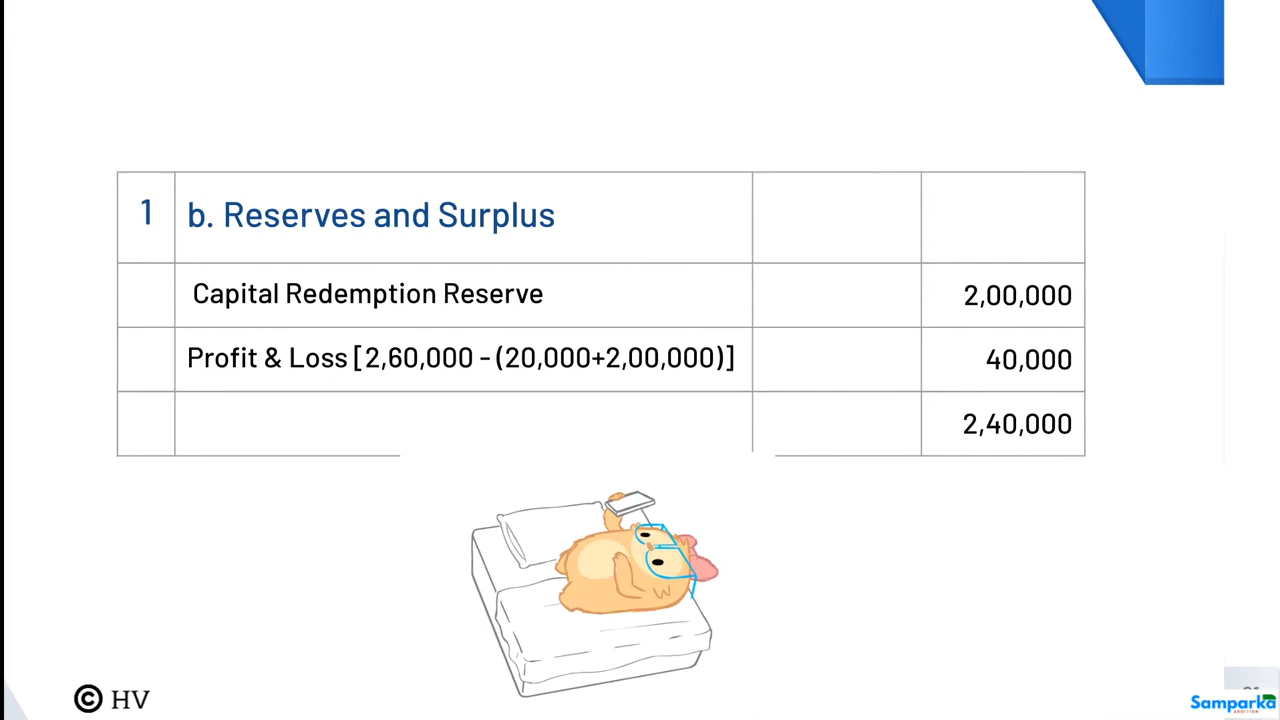 1 b. Reserves and Surplus
Capital Redemption Reserve 2,00,000
Profit & Loss [2,60,000 - (20,000+2,00,000)] 40,000
2,40,000
© HV
Samparka
ADDITION